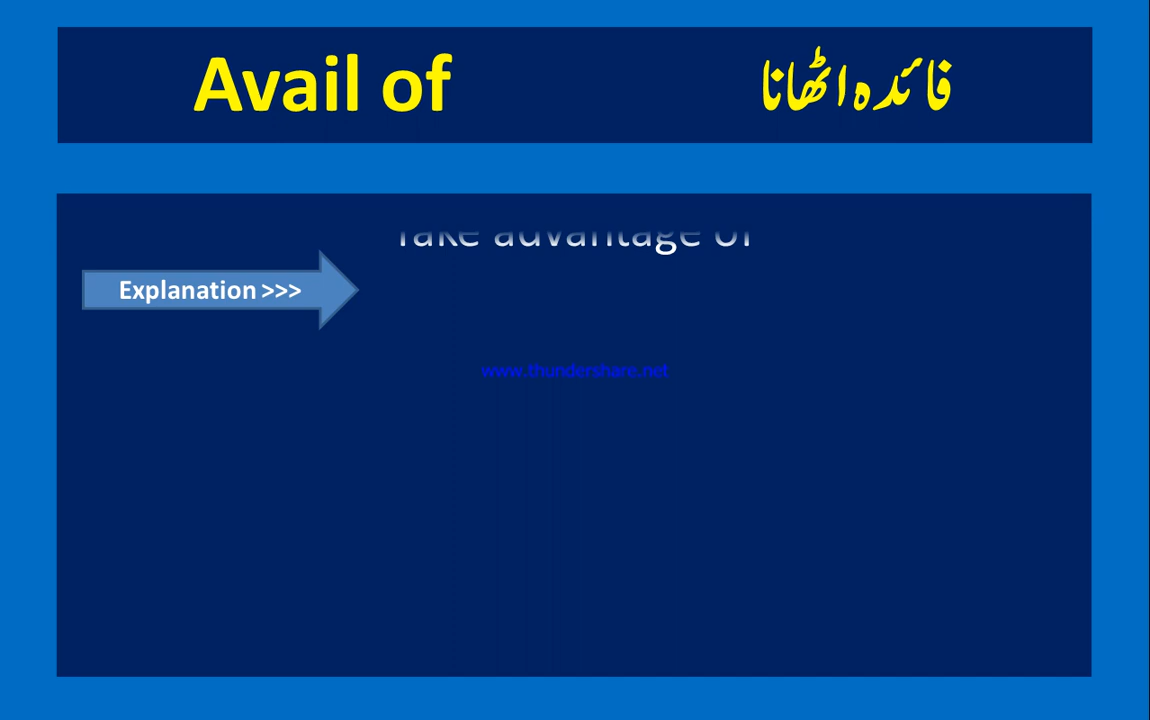 Avail of
فائدہ اٹھانا
Take advantage of
Explanation >>>
www.thundershare.net